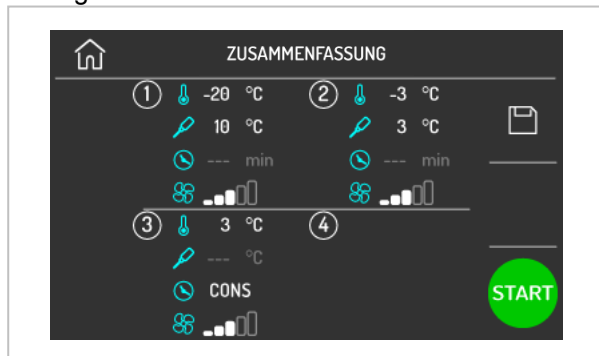 ZUSAMMENFASSUNG
1 -20 °C 2 -3 °C
10 °C 3 °C
--- min --- min
3 3 °C 4
--- °C
CONS
START